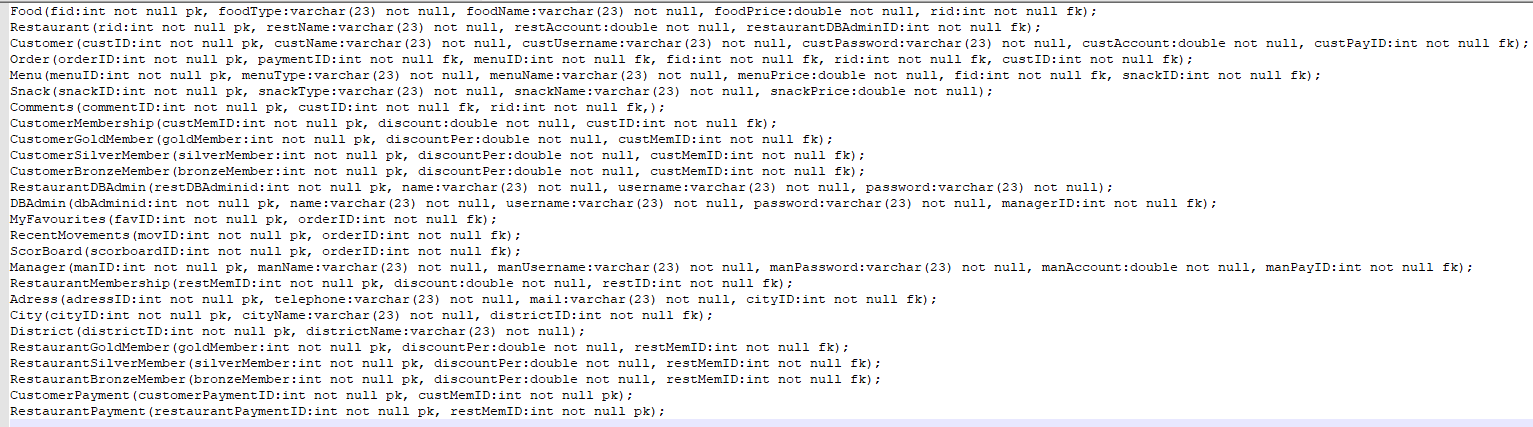 Food(fid:int not null pk, foodType:varchar(23) not null, foodName:varchar(23) not null, foodPrice:double not null, rid:int not null fk);
Restaurant(rid:int not null pk, restName:varchar(23) not null, restAccount:double not null, restaurantDBAdminID:int not null fk);
Customer(custID:int not null pk, custName:varchar(23) not null, custUsername:varchar(23) not null, custPassword:varchar(23) not null, custAccount:double not null, custPayID:int not null fk);
Order(orderID:int not null pk, paymentID:int not null fk, menuID:int not null fk, fid:int not null fk, rid:int not null fk, custID:int not null fk);
Menu(menuID:int not null pk, menuType:varchar(23) not null, menuName:varchar(23) not null, menuPrice:double not null, fid:int not null fk, snackID:int not null fk);
Snack(snackID:int not null pk, snackType:varchar(23) not null, snackName:varchar(23) not null, snackPrice:double not null);
Comments(commentID:int not null pk, custID:int not null fk, rid:int not null fk,);
CustomerMembership(custMemID:int not null pk, discount:double not null, custID:int not null fk);
CustomerGoldMember(goldMember:int not null pk, discountPer:double not null, custMemID:int not null fk);
CustomerSilverMember(silverMember:int not null pk, discountPer:double not null, custMemID:int not null fk);
CustomerBronzeMember(bronzeMember:int not null pk, discountPer:double not null, custMemID:int not null fk);
RestaurantDBAdmin(restDBAdminid:int not null pk, name:varchar(23) not null, username:varchar(23) not null, password:varchar(23) not null);
DBAdmin(dbAdminid:int not null pk, name:varchar(23) not null, username:varchar(23) not null, password:varchar(23) not null, managerID:int not null fk);
MyFavourites(favID:int not null pk, orderID:int not null fk);
RecentMovements(movID:int not null pk, orderID:int not null fk);
ScorBoard(scorboardID:int not null pk, orderID:int not null fk);
Manager(manID:int not null pk, manName:varchar(23) not null, manUsername:varchar(23) not null, manPassword:varchar(23) not null, manAccount:double not null, manPayID:int not null fk);
RestaurantMembership(restMemID:int not null pk, discount:double not null, restID:int not null fk);
Adress(adressID:int not null pk, telephone:varchar(23) not null, mail:varchar(23) not null, cityID:int not null fk);
City(cityID:int not null pk, cityName:varchar(23) not null, districtID:int not null fk);
District(districtID:int not null pk, districtName:varchar(23) not null);
RestaurantGoldMember(goldMember:int not null pk, discountPer:double not null, restMemID:int not null fk);
RestaurantSilverMember(silverMember:int not null pk, discountPer:double not null, restMemID:int not null fk);
RestaurantBronzeMember(bronzeMember:int not null pk, discountPer:double not null, restMemID:int not null fk);
CustomerPayment(customerPaymentID:int not null pk, custMemID:int not null pk);
RestaurantPayment(restaurantPaymentID:int not null pk, restMemID:int not null pk);